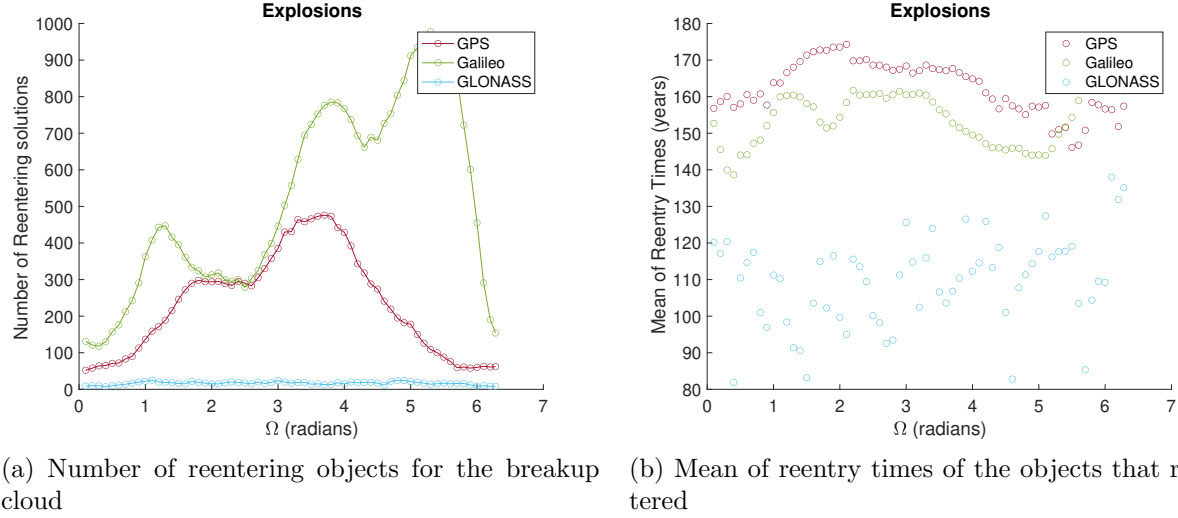 Explosions
1000
900
800
700
600
500
400
300
200
100
0
0 1 2 3 4 5 6 7
Number of Reentering solutions
Ω (radians)
GPS
Galileo
GLONASS
Explosions
180
170
160
150
140
130
120
110
100
90
80
0 1 2 3 4 5 6 7
Mean of Reentry Times (years)
Ω (radians)
GPS
Galileo
GLONASS
(a) Number of reentering objects for the breakup
cloud
(b) Mean of reentry times of the objects that r
tered